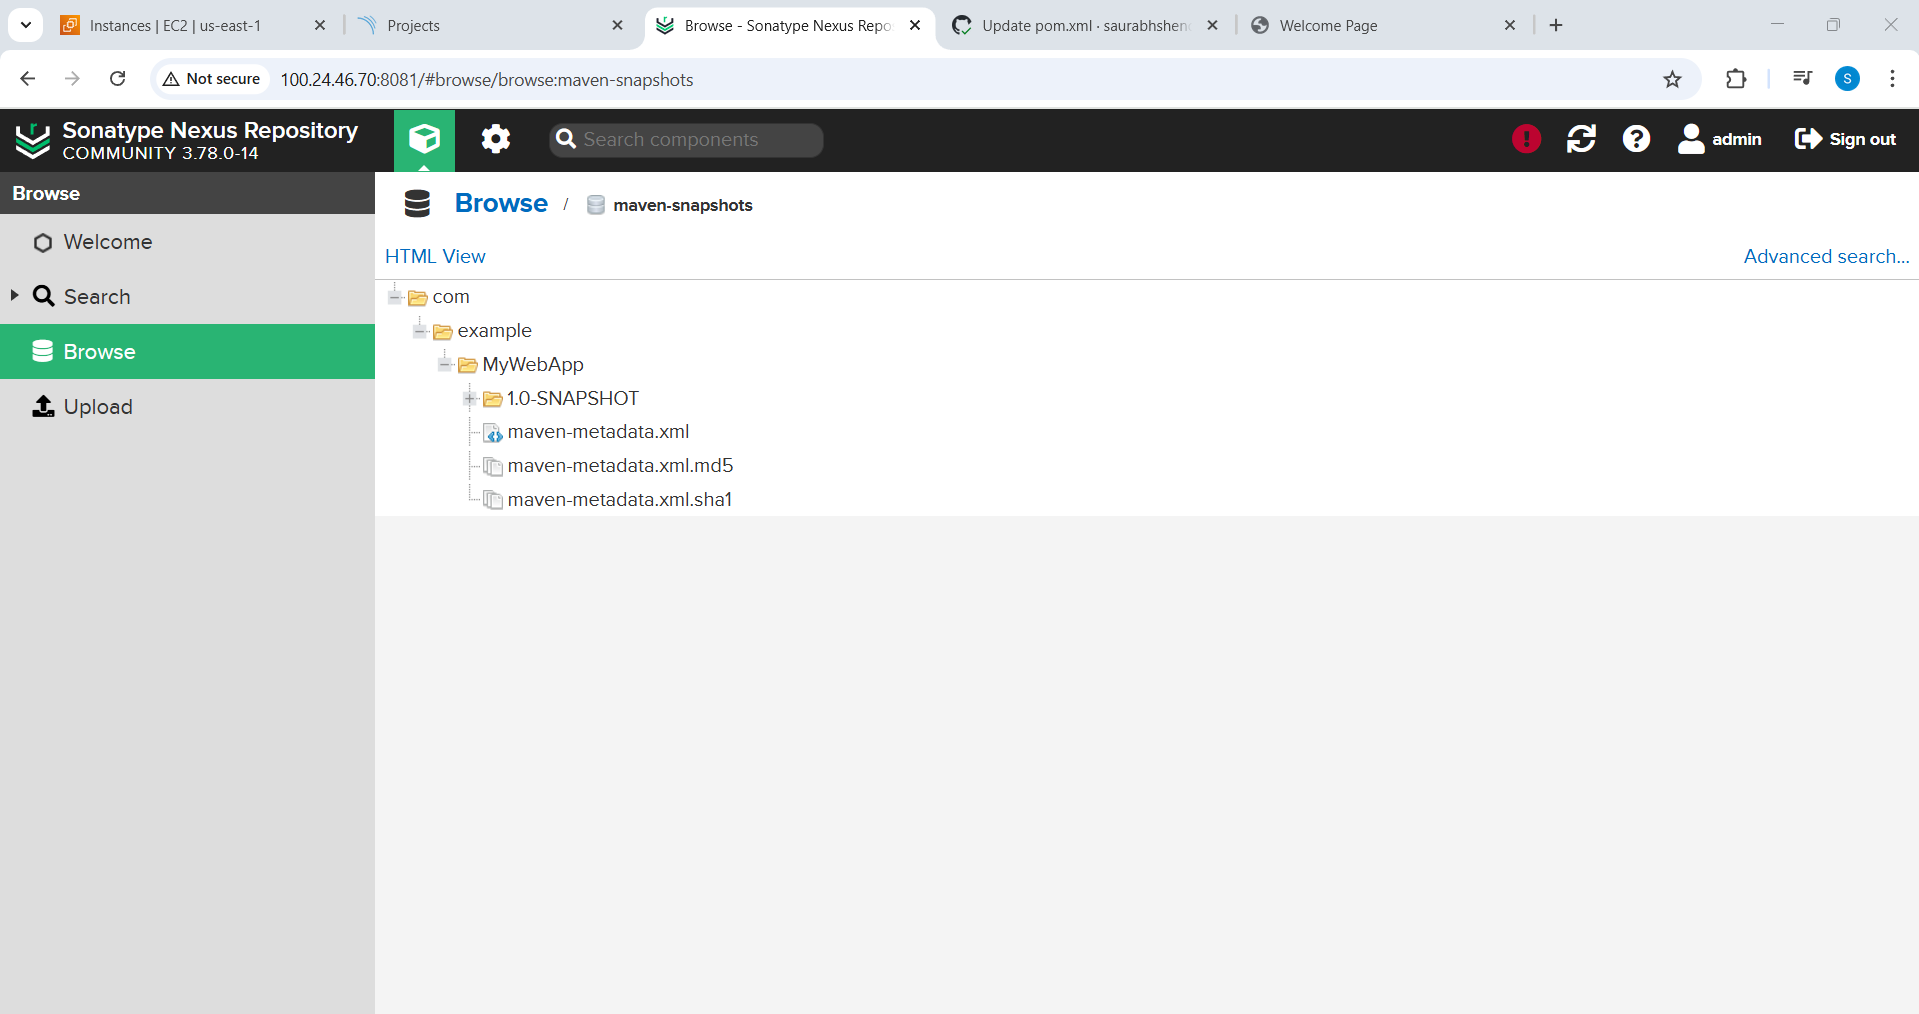 Instances | EC2 | us-east-1
Projects
Browse - Sonatype Nexus Repo
Update pom.xml · saurabhshend
Welcome Page
Not secure
100.24.46.70:8081/#browse/browse:maven-snapshots
S
Sonatype Nexus Repository
COMMUNITY 3.78.0-14
Search components
admin
Sign out
Browse
Welcome
Search
Browse
Upload
Browse / maven-snapshots
HTML View
Advanced search...
com
example
MyWebApp
1.0-SNAPSHOT
maven-metadata.xml
maven-metadata.xml.md5
maven-metadata.xml.sha1